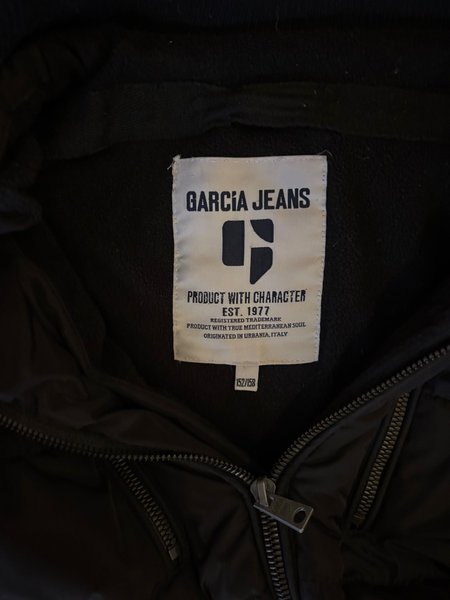 GARCIA JEANS
PRODUCT WITH CHARACTER
EST. 1977
REGISTERED TRADEMARK
PRODUCT WITH TRUE MEDITERRANEAN SOUL
ORIGINATED IN URBANIA, ITALY
152/158